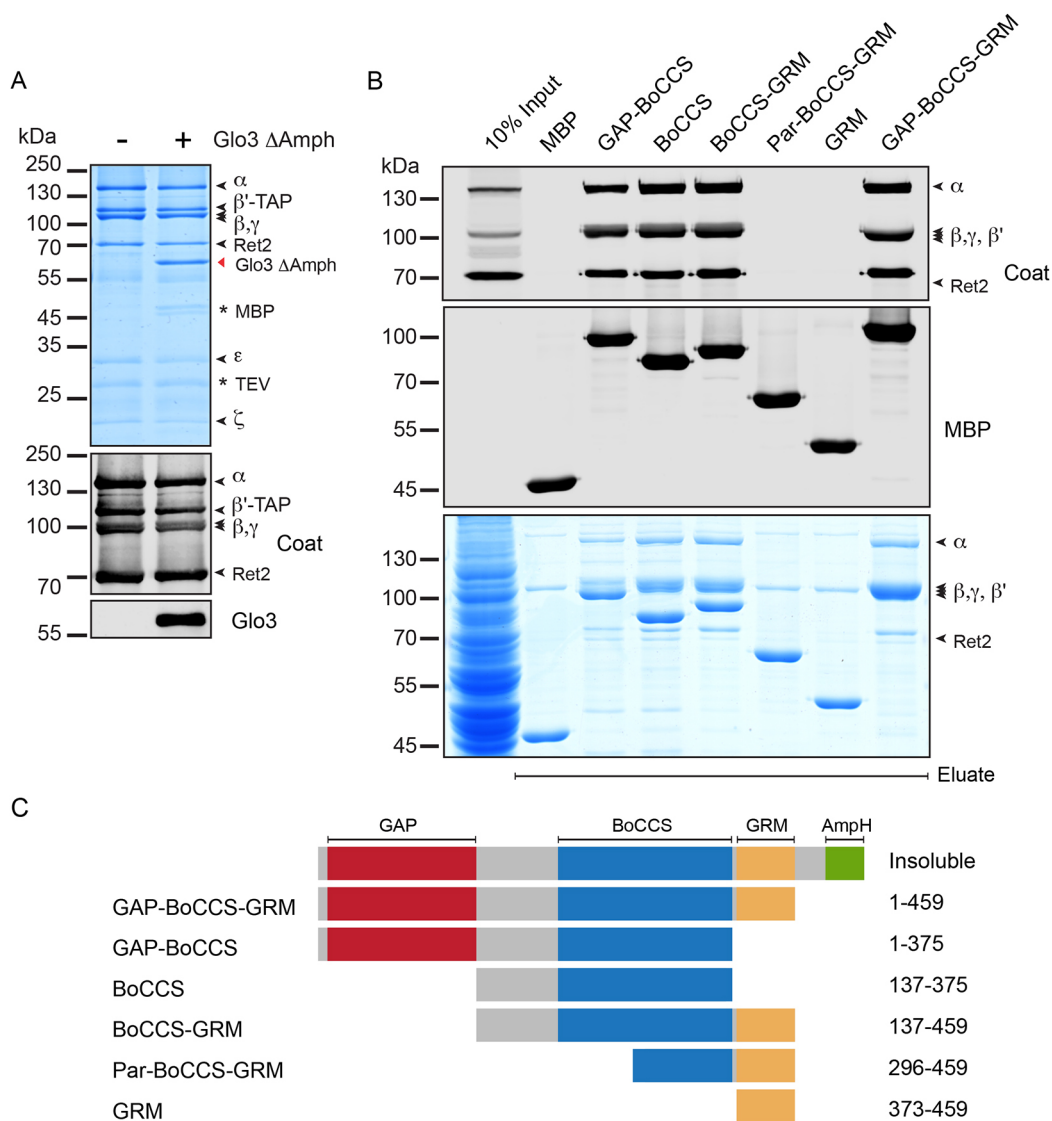 A
kDa
- + Glo3 ΔAmph
250
130
100
70
55
45
35
25
α
β'-TAP
β,γ
Ret2
Glo3 ΔAmph
* MBP
ε
* TEV
ζ
250
130
100
70
α
β'-TAP
β,γ
Coat
Ret2
55
Glo3
B
kDa
10% Input
MBP
GAP-BoCCS
BoCCS
BoCCS-GRM
Par-BoCCS-GRM
GRM
GAP-BoCCS-GRM
130
100
70
α
β,γ, β'
Coat
Ret2
100
70
55
45
MBP
130
100
70
55
45
α
β,γ, β'
Ret2
Eluate
C
GAP BoCCS GRM AmpH
Insoluble
GAP-BoCCS-GRM 1-459
GAP-BoCCS 1-375
BoCCS 137-375
BoCCS-GRM 137-459
Par-BoCCS-GRM 296-459
GRM 373-459